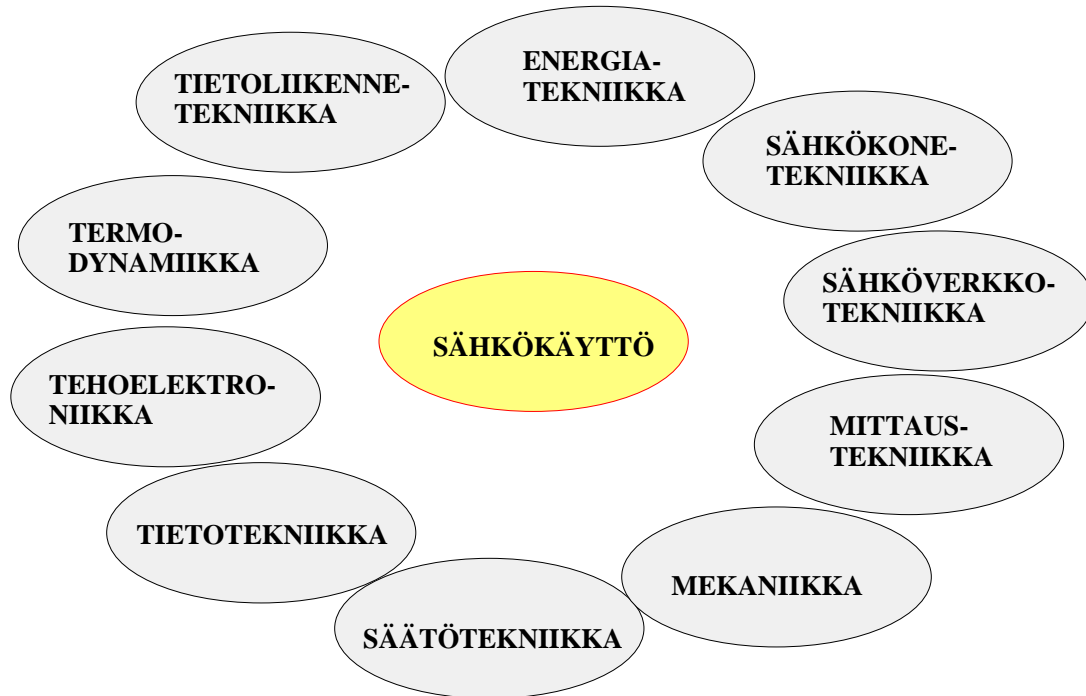 ENERGIA-
TEKNIIKKA
TIETOLIIKENNE-
TEKNIIKKA
SÄHKÖKONE-
TEKNIIKKA
TERMO-
DYNAMIIKKA
SÄHKÖVERKKO-
TEKNIIKKA
SÄHKÖKÄYTTÖ
TEHOELEKTRO-
NIIKKA
MITTAUS-
TEKNIIKKA
TIETOTEKNIIKKA
MEKANIIKKA
SÄÄTÖTEKNIIKKA